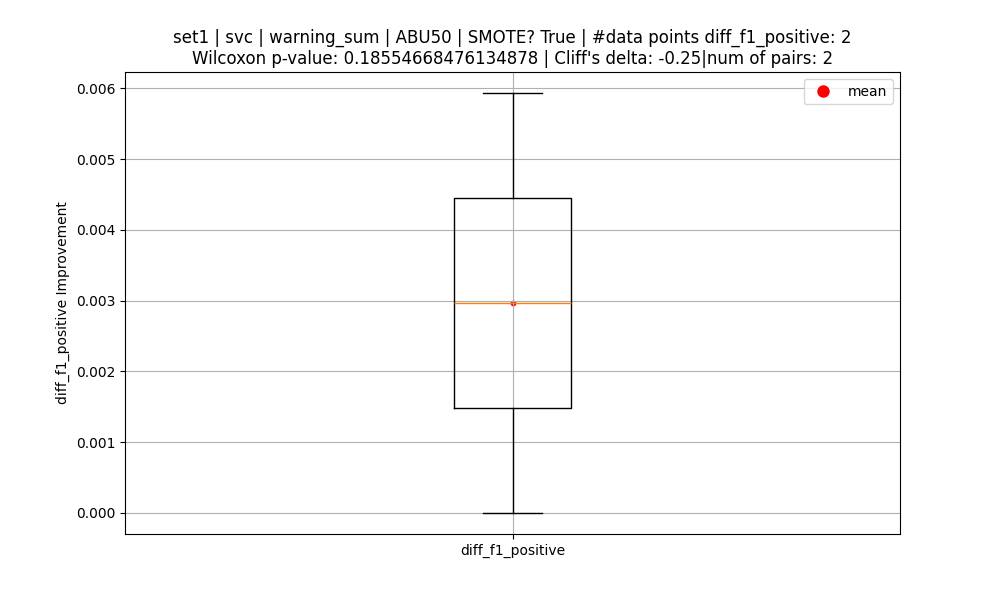 set1 | svc | warning_sum | ABU50 | SMOTE? True | #data points diff_f1_positive: 2
Wilcoxon p-value: 0.18554668476134878 | Cliff's delta: -0.25|num of pairs: 2
mean
0.006
0.005
0.004
0.003
0.002
0.001
0.000
diff_f1_positive Improvement
diff_f1_positive